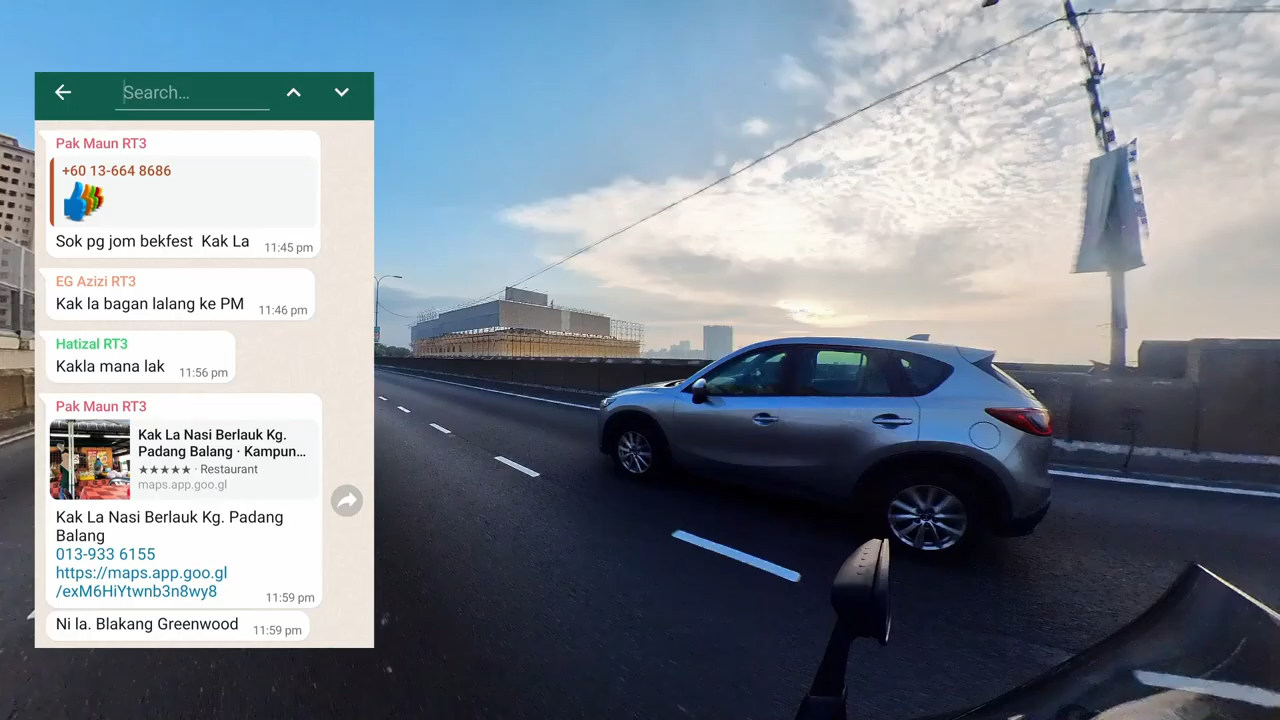 Search...
Pak Maun RT3
+60 13-664 8686
Sok pg jom bekfest Kak La
11:45 pm
EG Azizi RT3
Kak la bagan lalang ke PM
11:46 pm
Hatizal RT3
Kakla mana lak
11:56 pm
Pak Maun RT3
Kak La Nasi Berlauk Kg.
Padang Balang · Kampun...
★★★★★ · Restaurant
maps.app.goo.gl
Kak La Nasi Berlauk Kg. Padang
Balang
013-933 6155
https://maps.app.goo.gl
/exM6HiYtwnb3n8wy8
11:59 pm
Ni la. Blakang Greenwood
11:59 pm